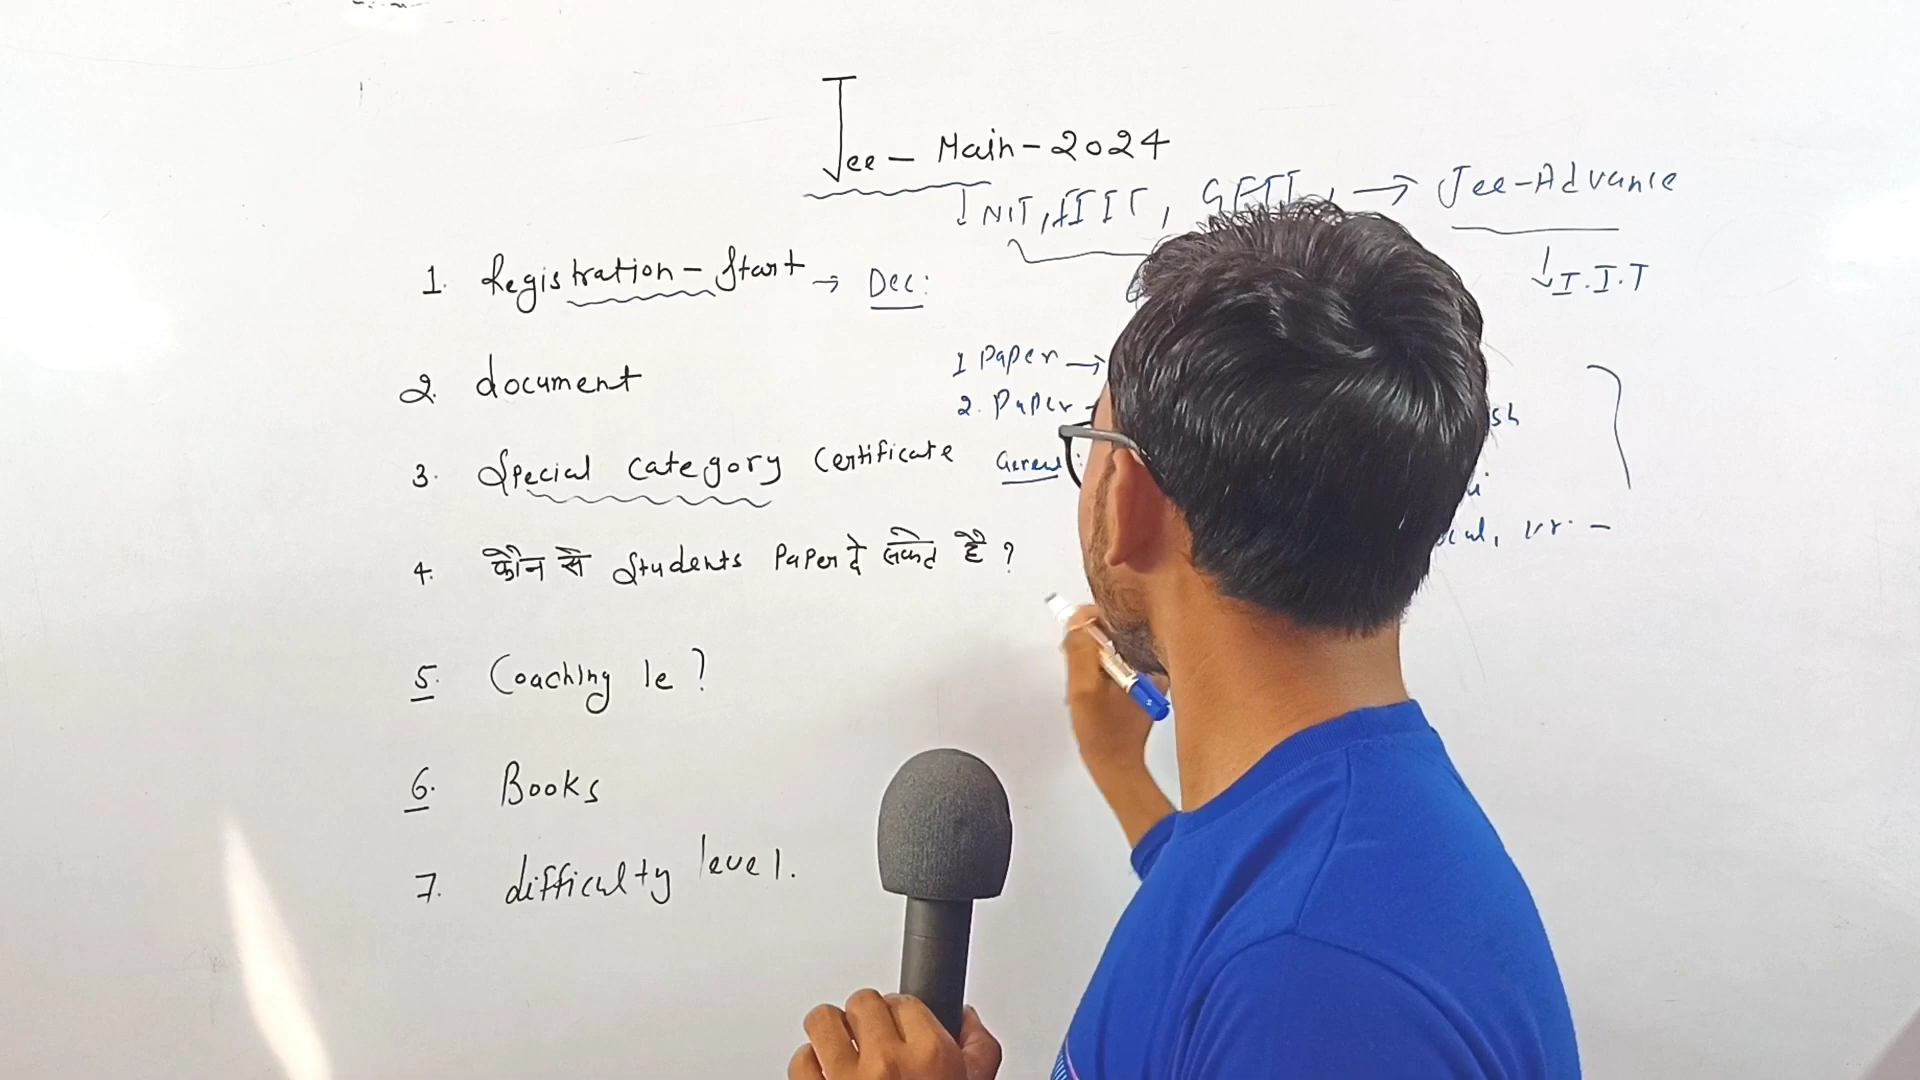 Jee - Main - 2024
NIT, IIIT, GFTI, → Jee-Advance
I.I.T
1. Registration - Start → Dec:
1 Paper →
2. document
2. Paper -
3. Special category certificate
4. कौन से Students Paper दे सकते है ?
5. Coaching le ?
6. Books
7. difficulty level.